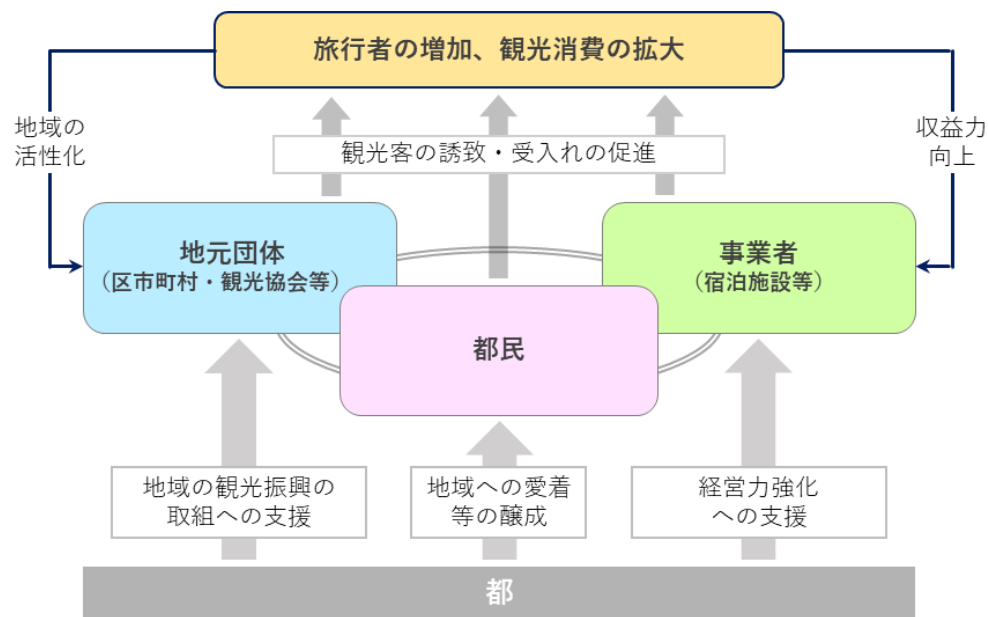 旅行者の増加、観光消費の拡大
地域の
活性化
収益力
向上
観光客の誘致・受入れの促進
地元団体
（区市町村・観光協会等）
事業者
（宿泊施設等）
都民
地域の観光振興の
取組への支援
地域への愛着
等の醸成
経営力強化
への支援
都